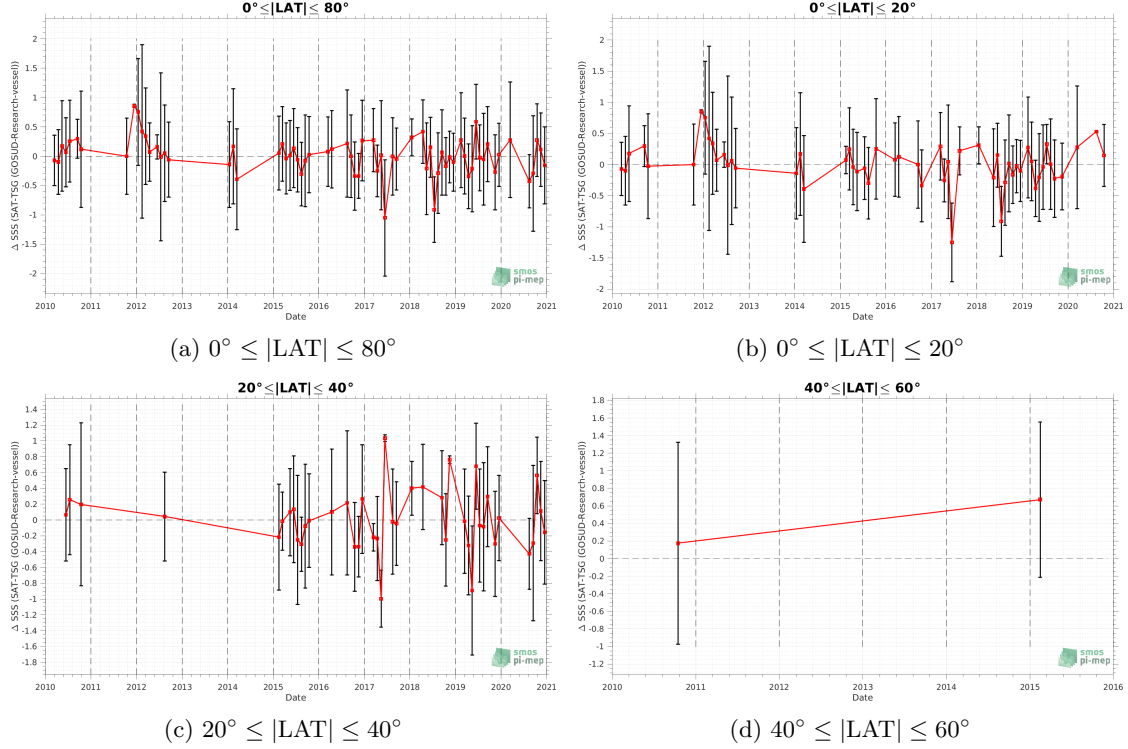 0°≤|LAT|≤ 80°
Δ SSS (SAT-TSG (GOSUD-Research-vessel))
2
1.5
1
0.5
0
-0.5
-1
-1.5
-2
2010 2011 2012 2013 2014 2015 2016 2017 2018 2019 2020 2021
Date
smos
pi-mep
(a) 0° ≤ |LAT| ≤ 80°
0°≤|LAT|≤ 20°
Δ SSS (SAT-TSG (GOSUD-Research-vessel))
2
1.5
1
0.5
0
-0.5
-1
-1.5
-2
2010 2011 2012 2013 2014 2015 2016 2017 2018 2019 2020 2021
Date
smos
pi-mep
(b) 0° ≤ |LAT| ≤ 20°
20°≤|LAT|≤ 40°
Δ SSS (SAT-TSG (GOSUD-Research-vessel))
1.4
1.2
1
0.8
0.6
0.4
0.2
0
-0.2
-0.4
-0.6
-0.8
-1
-1.2
-1.4
-1.6
-1.8
2010 2011 2012 2013 2014 2015 2016 2017 2018 2019 2020 2021
Date
smos
pi-mep
(c) 20° ≤ |LAT| ≤ 40°
40°≤|LAT|≤ 60°
Δ SSS (SAT-TSG (GOSUD-Research-vessel))
1.8
1.6
1.4
1.2
1
0.8
0.6
0.4
0.2
0
-0.2
-0.4
-0.6
-0.8
-1
-1.2
2010 2011 2012 2013 2014 2015 2016
Date
smos
pi-mep
(d) 40° ≤ |LAT| ≤ 60°